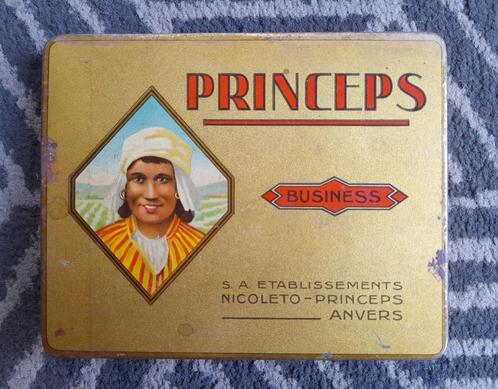 PRINCEPS
BUSINESS
S. A. ETABLISSEMENTS
NICOLETO-PRINCEPS
ANVERS